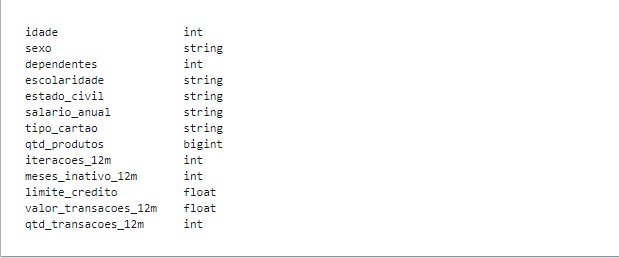 idade int
sexo string
dependentes int
escolaridade string
estado_civil string
salario_anual string
tipo_cartao string
qtd_produtos bigint
iteracoes_12m int
meses_inativo_12m int
limite_credito float
valor_transacoes_12m float
qtd_transacoes_12m int